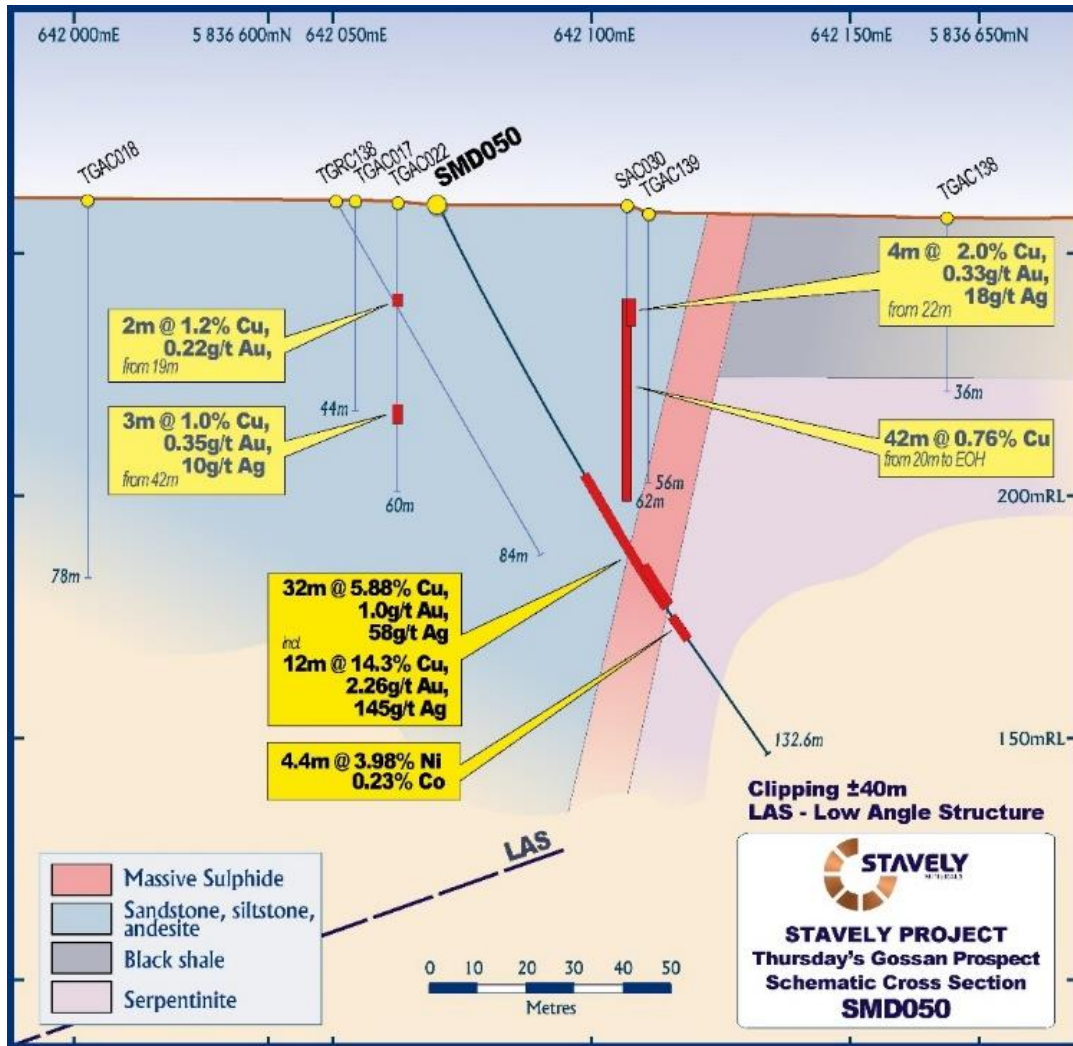 642 000mE
5 836 600mN
642 050mE
642 100mE
642 150mE
5 836 650mN
TGAC018
TGRC138
TGAC017
TGAC022
SMD050
SAC030
TGAC139
TGAC138
4m @ 2.0% Cu,
0.33g/t Au,
18g/t Ag
from 22m
2m @ 1.2% Cu,
0.22g/t Au,
from 19m
44m
36m
3m @ 1.0% Cu,
0.35g/t Au,
10g/t Ag
from 42m
42m @ 0.76% Cu
from 20m to EOH
60m
56m
62m
200mRL
84m
78m
32m @ 5.88% Cu,
1.0g/t Au,
58g/t Ag
incl
12m @ 14.3% Cu,
2.26g/t Au,
145g/t Ag
132.6m
150mRL
4.4m @ 3.98% Ni
0.23% Co
Clipping ±40m
LAS - Low Angle Structure
LAS
Massive Sulphide
Sandstone, siltstone,
andesite
Black shale
Serpentinite
0 10 20 30 40 50
Metres
STAVELY
MINERALS
STAVELY PROJECT
Thursday's Gossan Prospect
Schematic Cross Section
SMD050